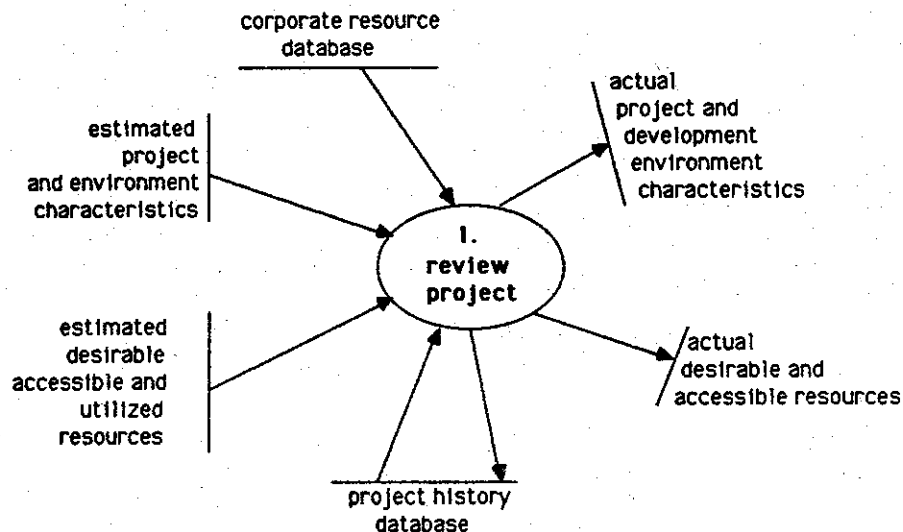 corporate resource
database
actual
project and
development
environment
characteristics
estimated
project
and environment
characteristics
1.
review
project
estimated
desirable
accessible and
utilized
resources
actual
desirable and
accessible resources
project history
database